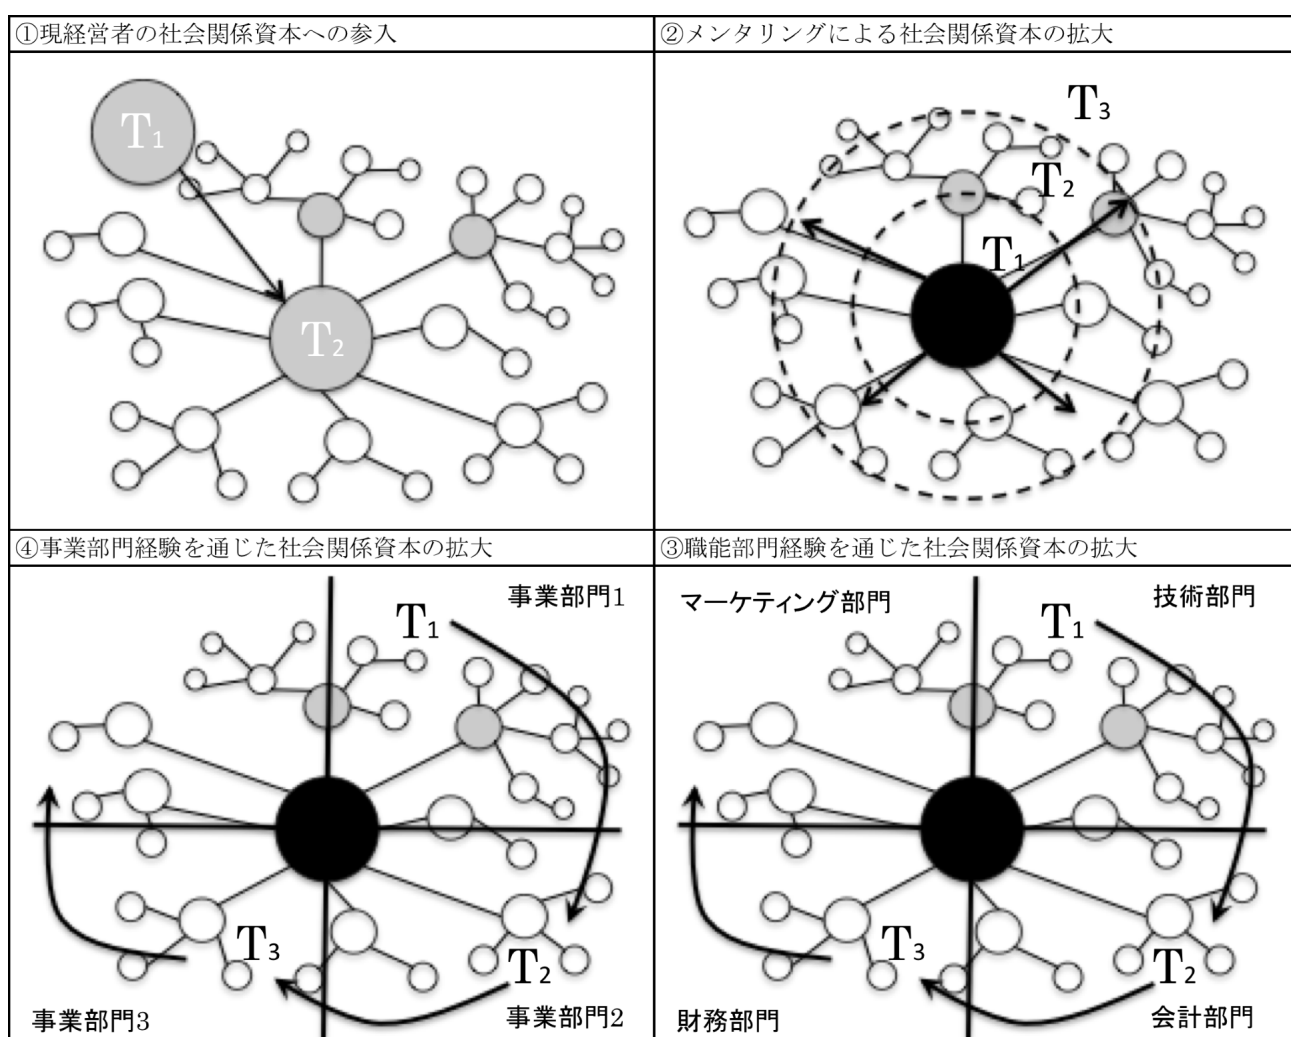 ①現経営者の社会関係資本への参入
T1
T2
②メンタリングによる社会関係資本の拡大
T3
T2
T1
④事業部門経験を通じた社会関係資本の拡大
事業部門1
T1
T3
T2
事業部門3
事業部門2
③職能部門経験を通じた社会関係資本の拡大
マーケティング部門
技術部門
T1
T3
T2
財務部門
会計部門